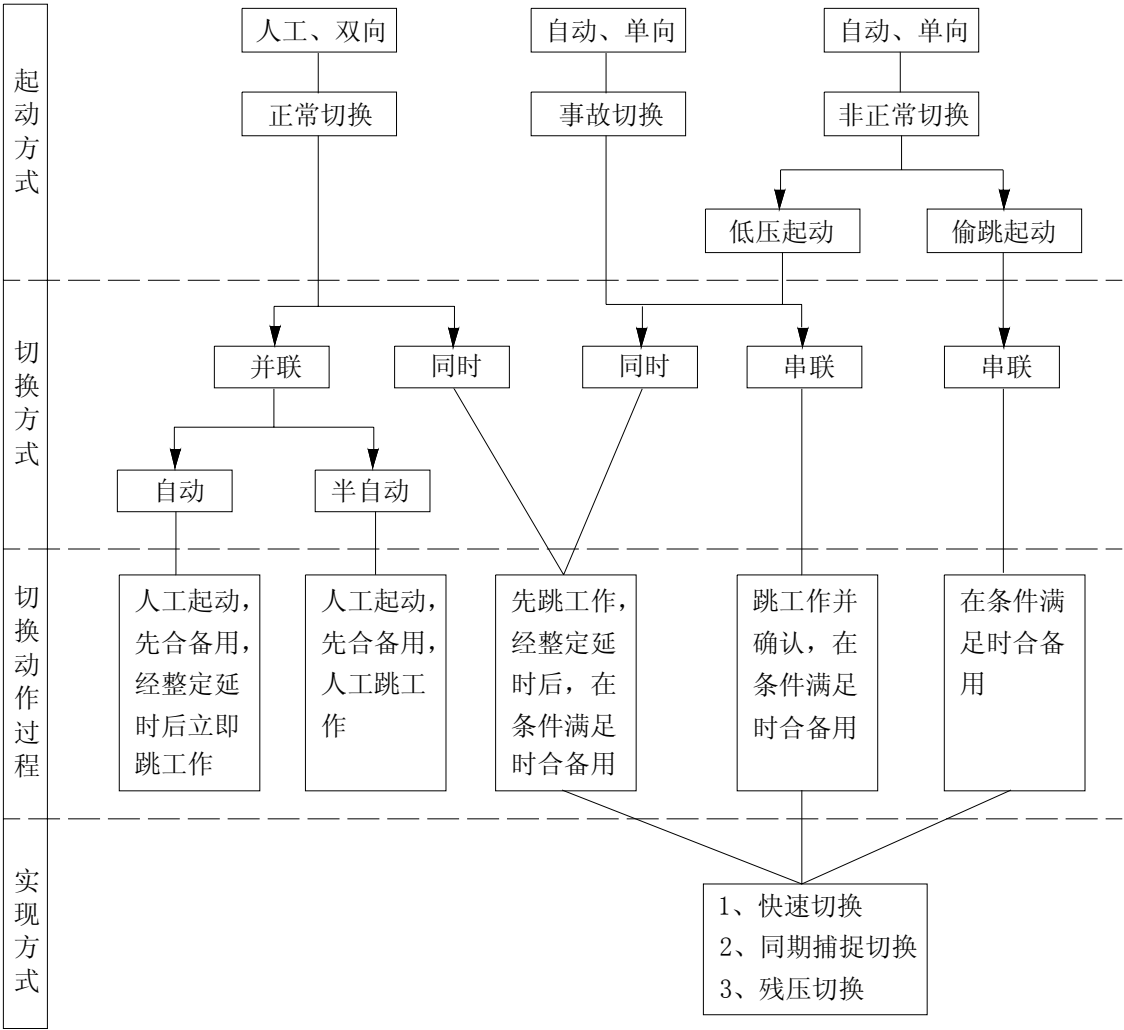 起动方式
人工、双向
自动、单向
自动、单向
正常切换
事故切换
非正常切换
低压起动
偷跳起动
切换方式
并联
同时
同时
串联
串联
自动
半自动
切换动作过程
人工起动，
先合备用，
经整定延
时后立即
跳工作
人工起动，
先合备用，
人工跳工
作
先跳工作，
经整定延
时后，在
条件满足
时合备用
跳工作并
确认，在
条件满足
时合备用
在条件满
足时合备
用
实现方式
1、快速切换
2、同期捕捉切换
3、残压切换